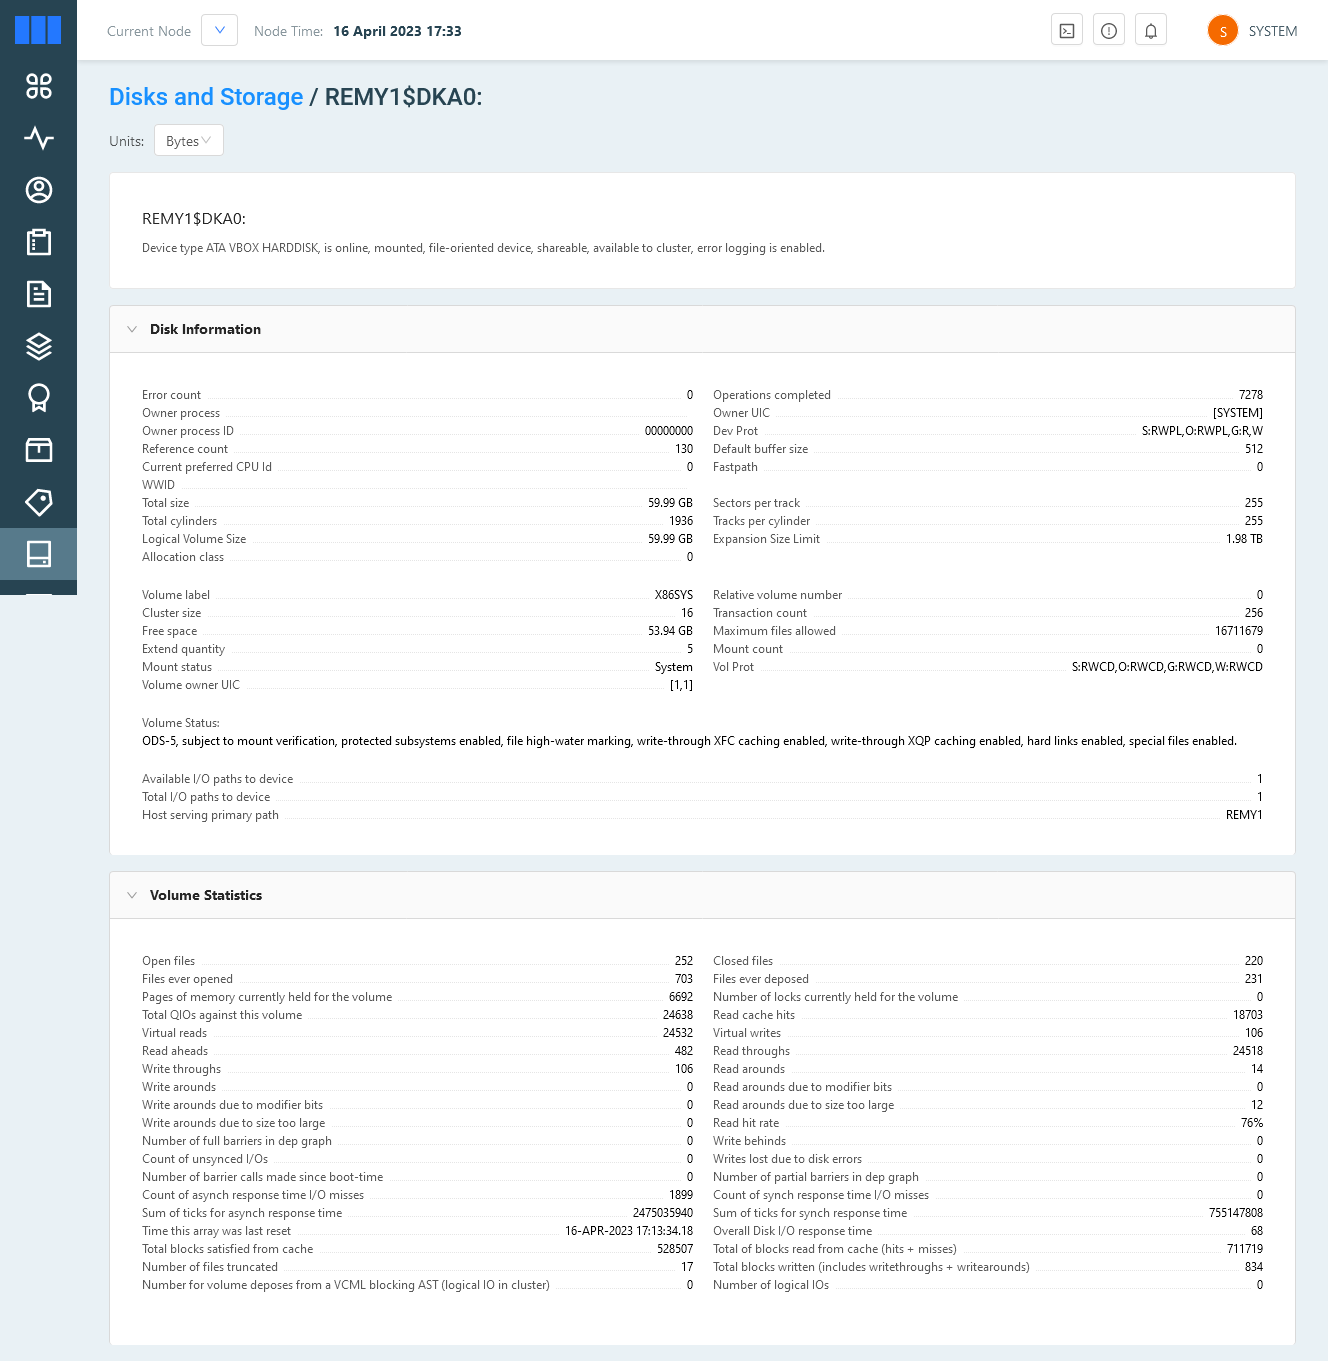 Current Node Node Time: 16 April 2023 17:33 S SYSTEM
Disks and Storage / REMY1$DKA0:
Units: Bytes
REMY1$DKA0:
Device type ATA VBOX HARDDISK, is online, mounted, file-oriented device, shareable, available to cluster, error logging is enabled.
Disk Information
Error count 0 Operations completed 7278
Owner process Owner UIC [SYSTEM]
Owner process ID 00000000 Dev Prot S:RWPL,O:RWPL,G:R,W
Reference count 130 Default buffer size 512
Current preferred CPU Id 0 Fastpath 0
WWID
Total size 59.99 GB Sectors per track 255
Total cylinders 1936 Tracks per cylinder 255
Logical Volume Size 59.99 GB Expansion Size Limit 1.98 TB
Allocation class 0
Volume label X86SYS Relative volume number 0
Cluster size 16 Transaction count 256
Free space 53.94 GB Maximum files allowed 16711679
Extend quantity 5 Mount count 0
Mount status System Vol Prot S:RWCD,O:RWCD,G:RWCD,W:RWCD
Volume owner UIC [1,1]
Volume Status:
ODS-5, subject to mount verification, protected subsystems enabled, file high-water marking, write-through XFC caching enabled, write-through XQP caching enabled, hard links enabled, special files enabled.
Available I/O paths to device 1
Total I/O paths to device 1
Host serving primary path REMY1
Volume Statistics
Open files 252 Closed files 220
Files ever opened 703 Files ever deposed 231
Pages of memory currently held for the volume 6692 Number of locks currently held for the volume 0
Total QIOs against this volume 24638 Read cache hits 18703
Virtual reads 24532 Virtual writes 106
Read aheads 482 Read throughs 24518
Write throughs 106 Read arounds 14
Write arounds 0 Read arounds due to modifier bits 0
Write arounds due to modifier bits 0 Read arounds due to size too large 12
Write arounds due to size too large 0 Read hit rate 76%
Number of full barriers in dep graph 0 Write behinds 0
Count of unsynced I/Os 0 Writes lost due to disk errors 0
Number of barrier calls made since boot-time 0 Number of partial barriers in dep graph 0
Count of asynch response time I/O misses 1899 Count of synch response time I/O misses 0
Sum of ticks for asynch response time 2475035940 Sum of ticks for synch response time 755147808
Time this array was last reset 16-APR-2023 17:13:34.18 Overall Disk I/O response time 68
Total blocks satisfied from cache 528507 Total of blocks read from cache (hits + misses) 711719
Number of files truncated 17 Total blocks written (includes writethroughs + writearounds) 834
Number for volume deposes from a VCML blocking AST (logical IO in cluster) 0 Number of logical IOs 0